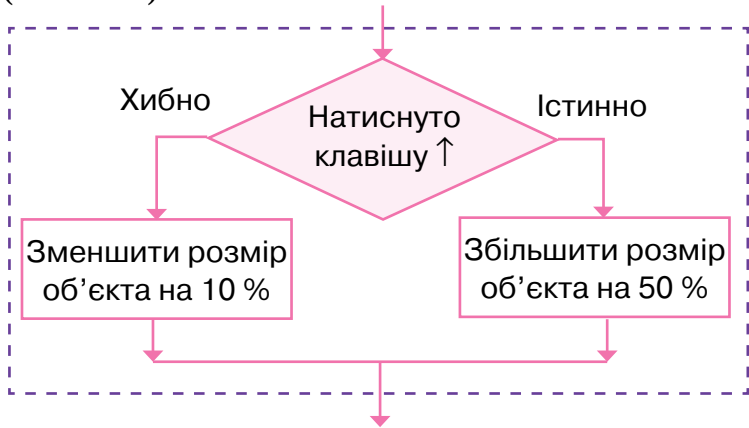 Хибно
Натиснуто
клавішу ↑
Істинно
Зменшити розмір
об’єкта на 10 %
Збільшити розмір
об’єкта на 50 %